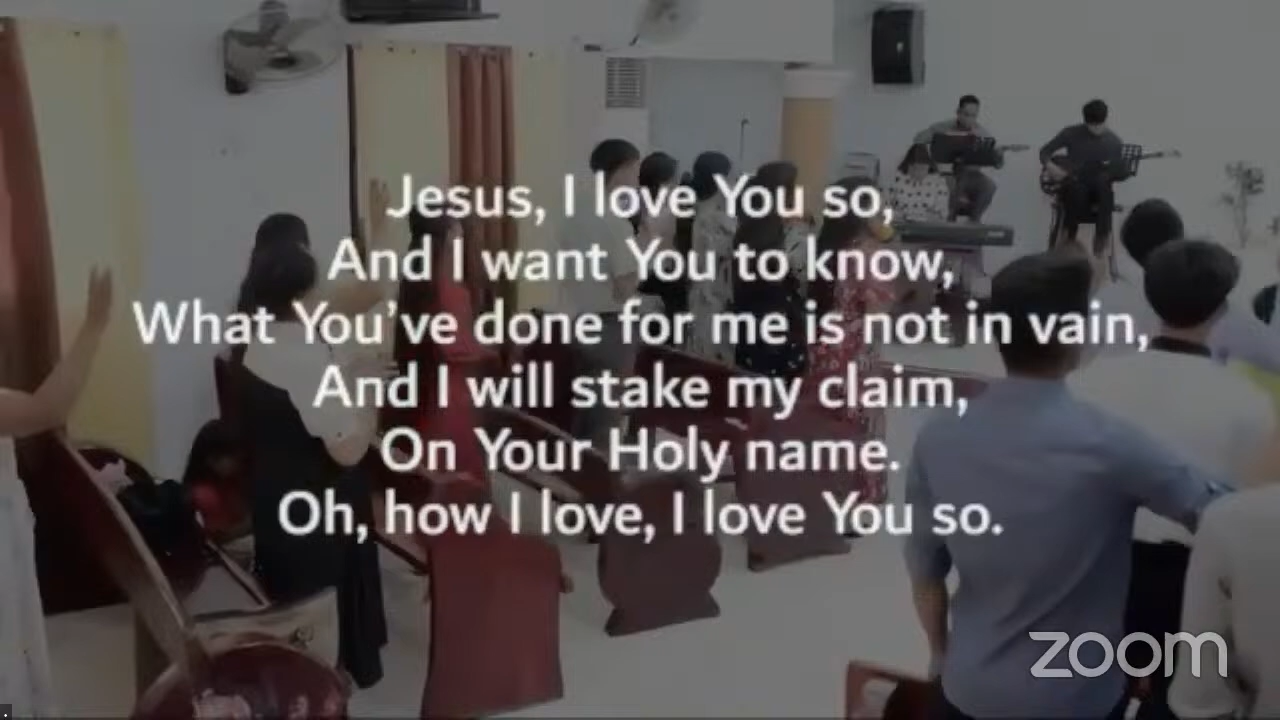 Jesus, I love You so,
And I want You to know,
What You've done for me is not in vain,
And I will stake my claim,
On Your Holy name.
Oh, how I love, I love You so.
zoom